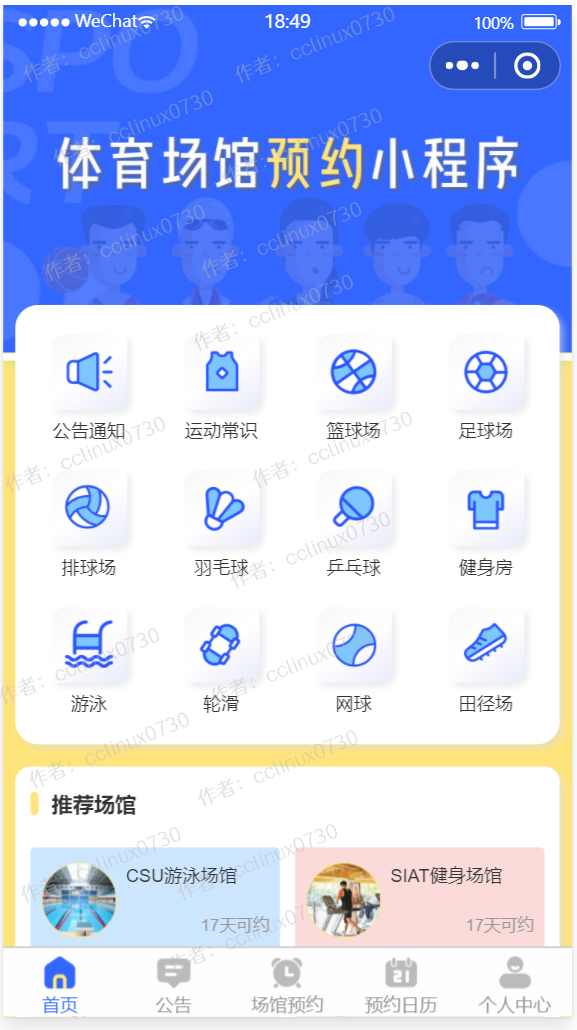 WeChat 18:49 100%
SPO
RT
体育场馆预约小程序
公告通知 运动常识 篮球场 足球场
排球场 羽毛球 乒乓球 健身房
游泳 轮滑 网球 田径场
推荐场馆
CSU游泳场馆 SIAT健身场馆
17天可约 17天可约
21
首页 公告 场馆预约 预约日历 个人中心
作者：cclinux0730